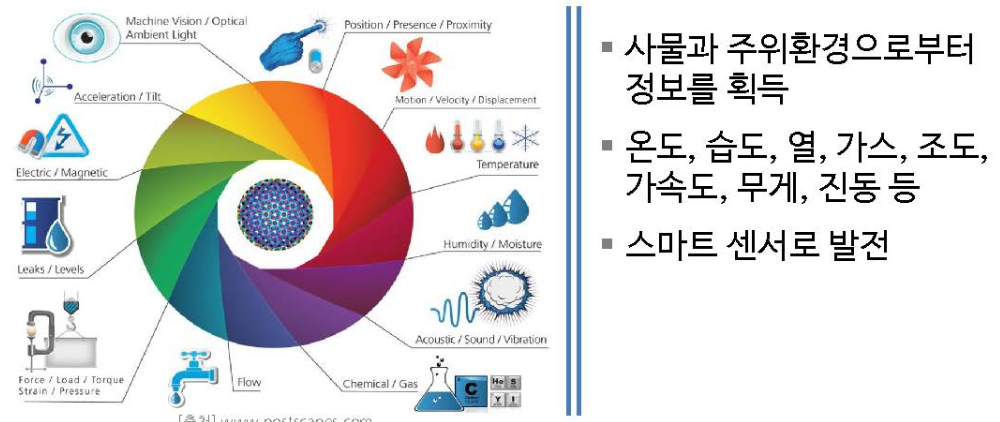 Machine Vision / Optical
Ambient Light
Position / Presence / Proximity
Acceleration / Tilt
Motion / Velocity / Displacement
Electric / Magnetic
Temperature
Leaks / Levels
Humidity / Moisture
Acoustic / Sound / Vibration
Force / Load / Torque
Strain / Pressure
Flow
Chemical / Gas
C
He S
Y I
[출처] www.postscapes.com
▪ 사물과 주위환경으로부터
정보를 획득
▪ 온도, 습도, 열, 가스, 조도,
가속도, 무게, 진동 등
▪ 스마트 센서로 발전